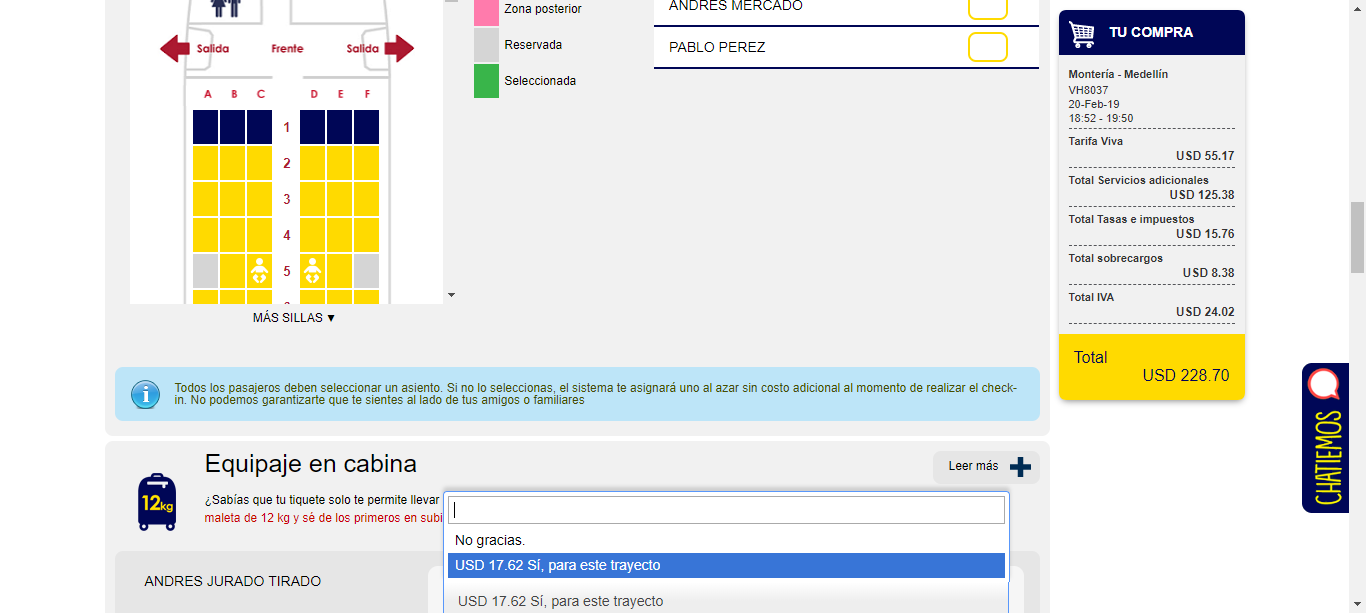 Zona posterior
Reservada
Seleccionada
Salida Frente Salida
A B C D E F
1
2
3
4
5
MÁS SILLAS ▼
ANDRES MERCADO
PABLO PEREZ
TU COMPRA
Montería - Medellín
VH8037
20-Feb-19
18:52 - 19:50
Tarifa Viva
USD 55.17
Total Servicios adicionales
USD 125.38
Total Tasas e impuestos
USD 15.76
Total sobrecargos
USD 8.38
Total IVA
USD 24.02
Total
USD 228.70
Todos los pasajeros deben seleccionar un asiento. Si no lo seleccionas, el sistema te asignará uno al azar sin costo adicional al momento de realizar el check-
in. No podemos garantizarte que te sientes al lado de tus amigos o familiares
CHATIEMOS
Equipaje en cabina
Leer más
12kg
¿Sabías que tu tiquete solo te permite llevar
maleta de 12 kg y sé de los primeros en subi
No gracias.
USD 17.62 Sí, para este trayecto
ANDRES JURADO TIRADO
USD 17.62 Sí, para este trayecto